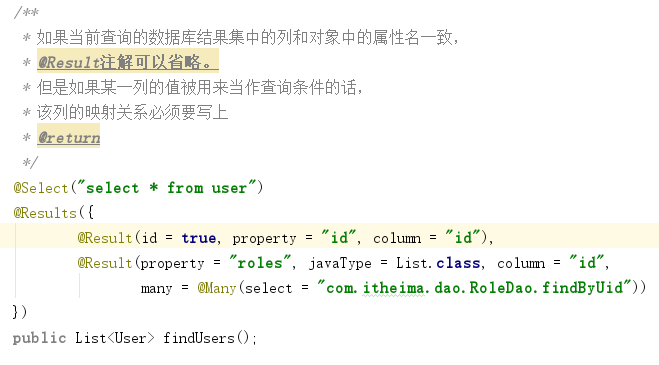 /**
* 如果当前查询的数据库结果集中的列和对象中的属性名一致，
* @Result注解可以省略。
* 但是如果某一列的值被用来当作查询条件的话，
* 该列的映射关系必须要写上
* @return
*/
@Select("select * from user")
@Results({
@Result(id = true, property = "id", column = "id"),
@Result(property = "roles", javaType = List.class, column = "id",
many = @Many(select = "com.itheima.dao.RoleDao.findByUid"))
})
public List<User> findUsers();